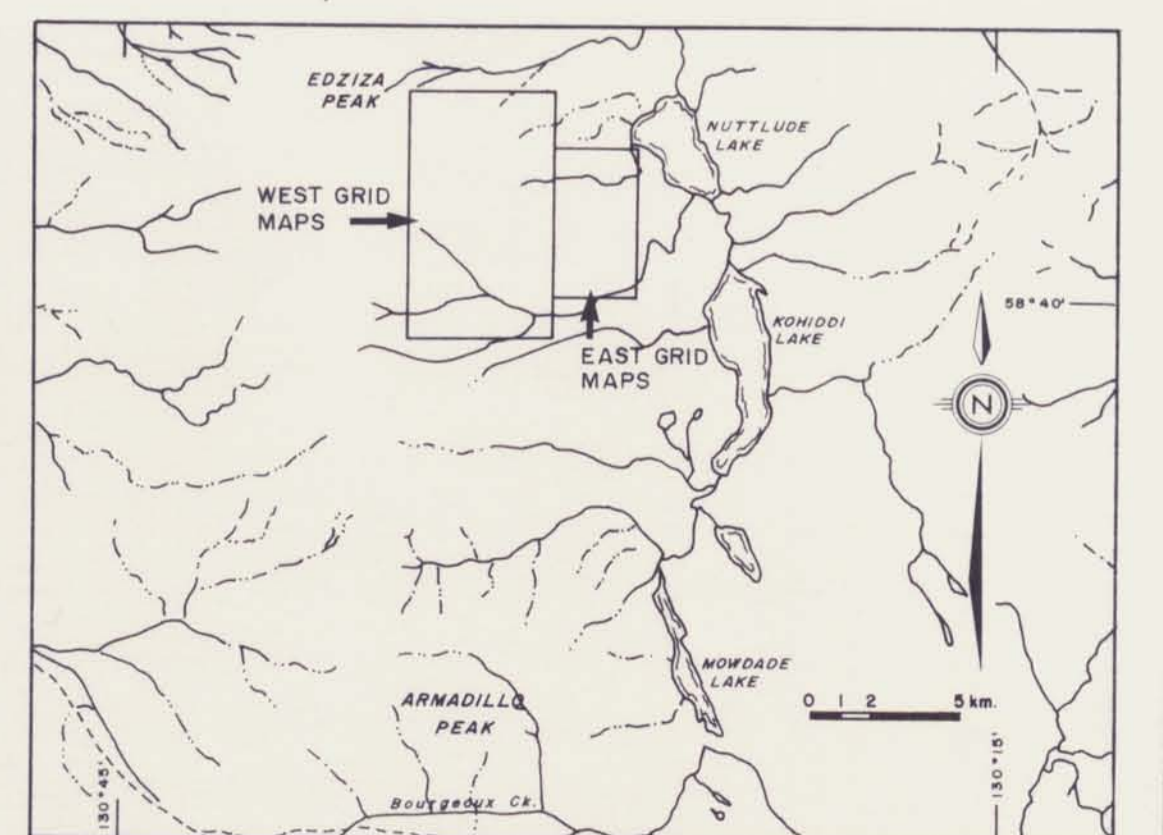 EDZIZA
PEAK
NUTTLUDE
LAKE
WEST GRID
MAPS
58° 40'
KOHIDDI
LAKE
EAST GRID
MAPS
N
MOWDADE
LAKE
ARMADILLO
PEAK
0 1 2 5 km.
130° 45'
130° 15'
Bourgeaux Ck.